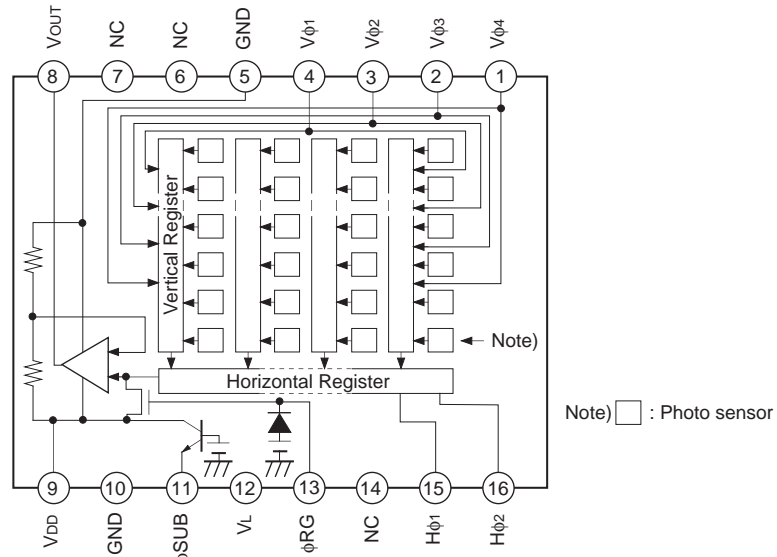 VOUT
NC
NC
GND
Vφ1
Vφ2
Vφ3
Vφ4
8
7
6
5
4
3
2
1
Vertical Register
Note)
Horizontal Register
Note) : Photo sensor
9
10
11
12
13
14
15
16
VDD
GND
φSUB
VL
φRG
NC
Hφ1
Hφ2